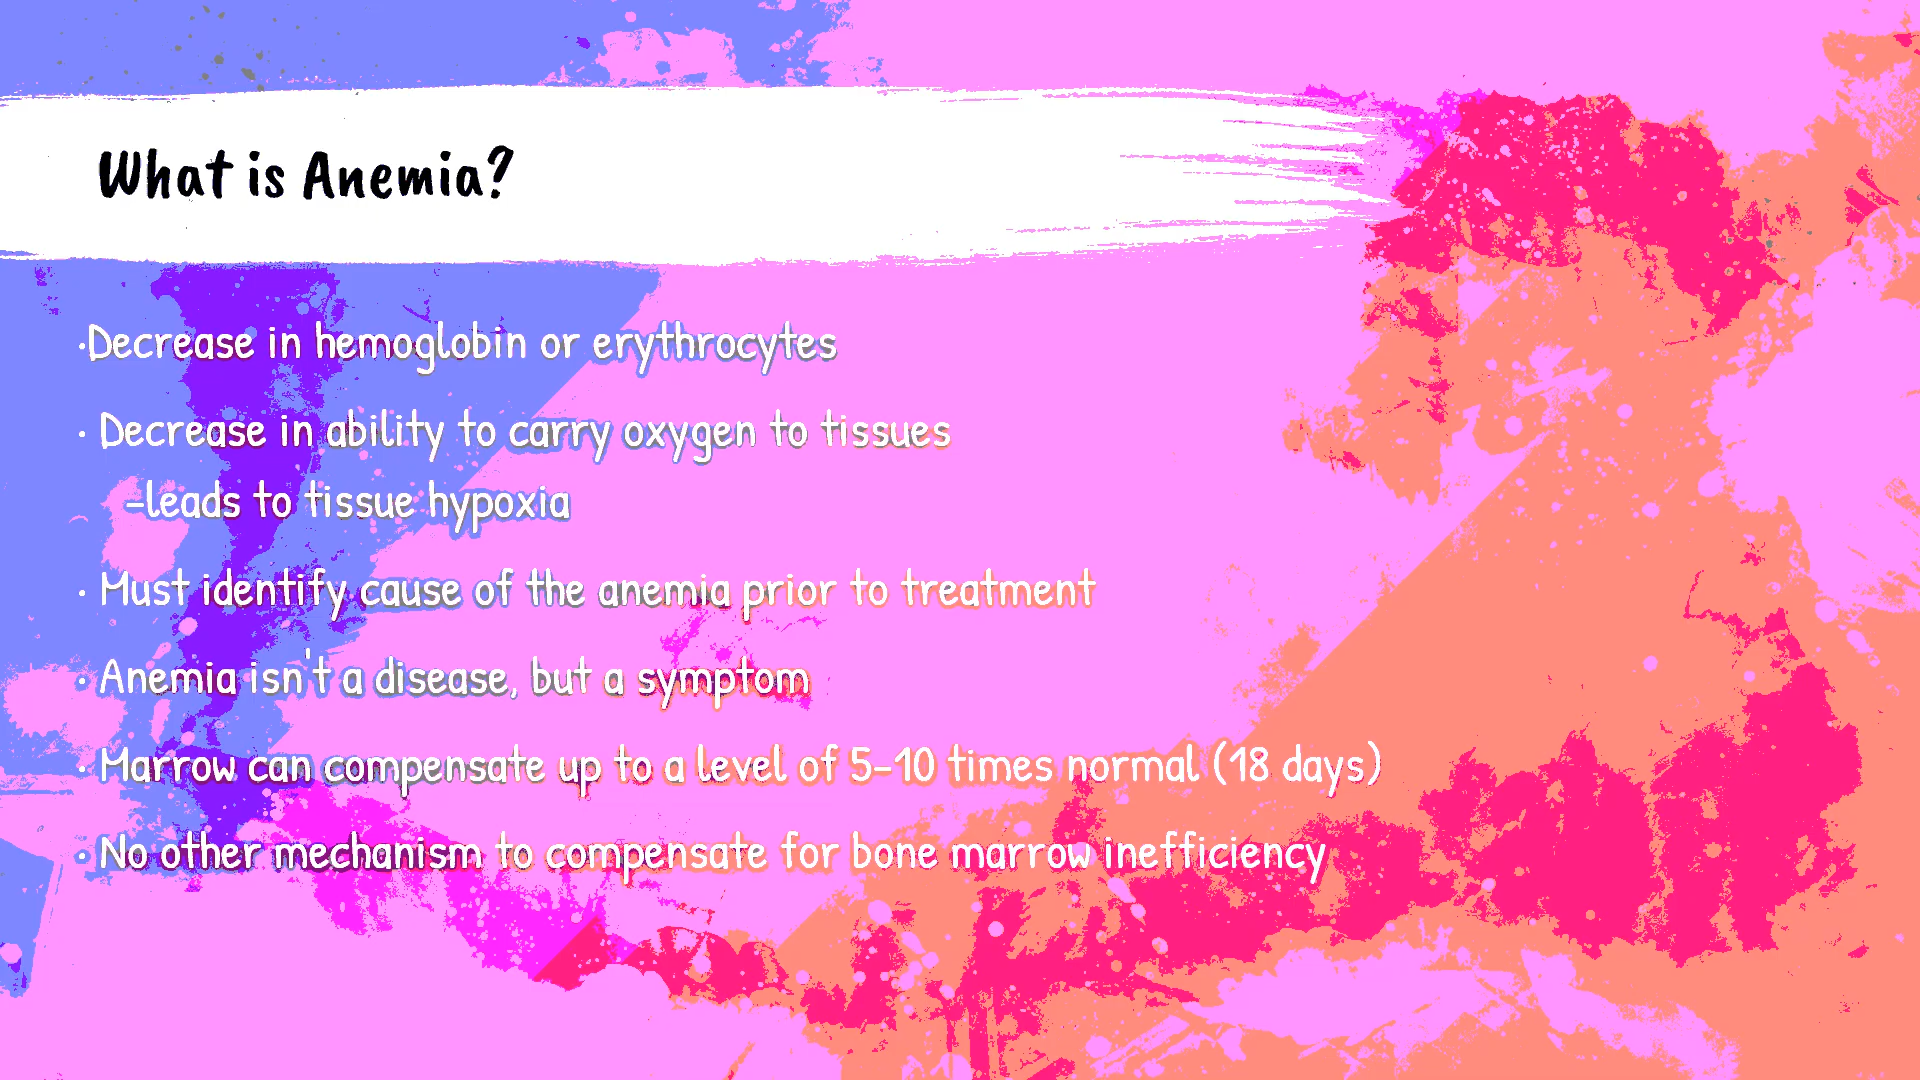 What is Anemia?
•Decrease in hemoglobin or erythrocytes
• Decrease in ability to carry oxygen to tissues
-leads to tissue hypoxia
• Must identify cause of the anemia prior to treatment
• Anemia isn't a disease, but a symptom
• Marrow can compensate up to a level of 5-10 times normal (18 days)
• No other mechanism to compensate for bone marrow inefficiency